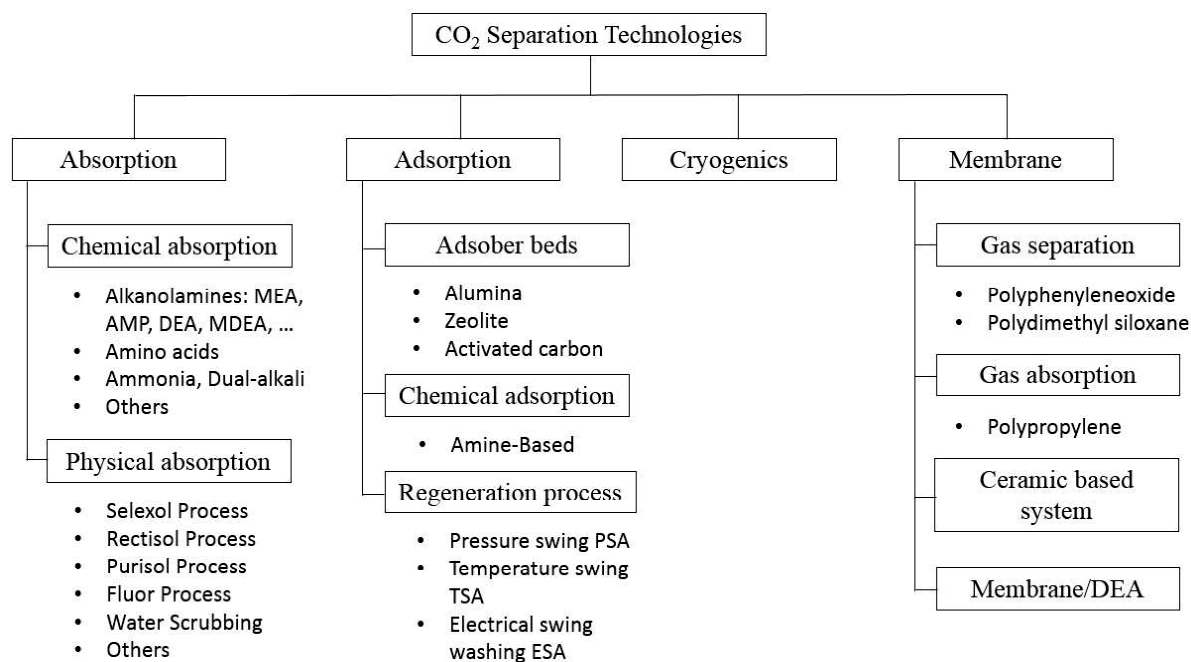 CO₂ Separation Technologies
Absorption
Adsorption
Cryogenics
Membrane
Chemical absorption
• Alkanolamines: MEA,
AMP, DEA, MDEA, ...
• Amino acids
• Ammonia, Dual-alkali
• Others
Physical absorption
• Selexol Process
• Rectisol Process
• Purisol Process
• Fluor Process
• Water Scrubbing
• Others
Adsober beds
• Alumina
• Zeolite
• Activated carbon
Chemical adsorption
• Amine-Based
Regeneration process
• Pressure swing PSA
• Temperature swing
TSA
• Electrical swing
washing ESA
Gas separation
• Polyphenyleneoxide
• Polydimethyl siloxane
Gas absorption
• Polypropylene
Ceramic based
system
Membrane/DEA